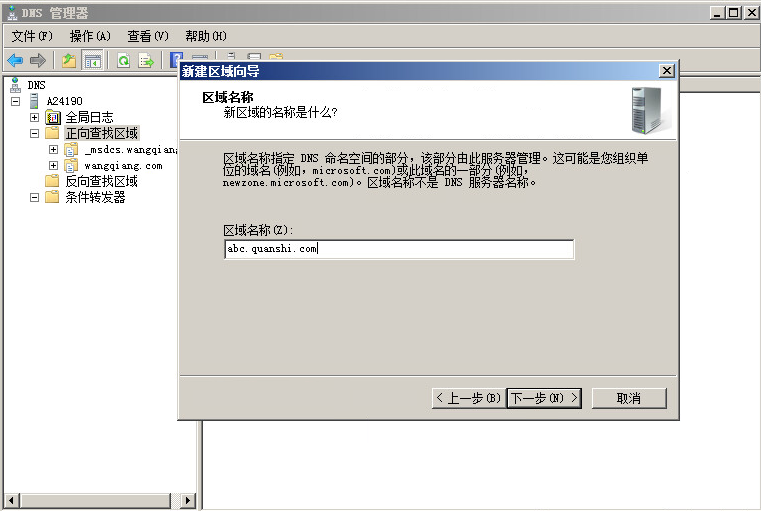 DNS 管理器
文件(F) 操作(A) 查看(V) 帮助(H)
DNS
A24190
全局日志
正向查找区域
_msdcs.wangqiang
wangqiang.com
反向查找区域
条件转发器
新建区域向导
区域名称
新区域的名称是什么?
区域名称指定 DNS 命名空间的部分，该部分由此服务器管理。这可能是您组织单
位的域名(例如，microsoft.com)或此域名的一部分(例如，
newzone.microsoft.com)。区域名称不是 DNS 服务器名称。
区域名称(Z):
abc.quanshi.com
< 上一步(B) 下一步(N) > 取消